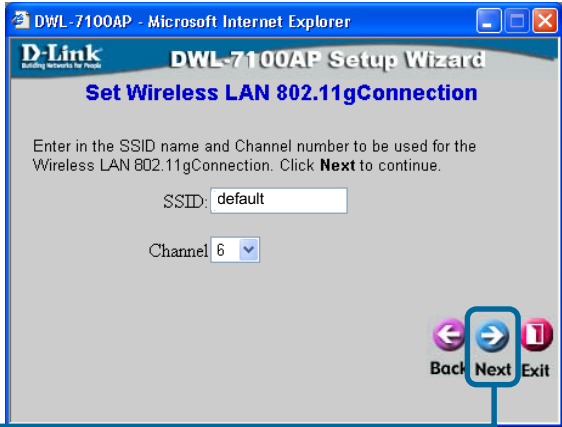 DWL-7100AP - Microsoft Internet Explorer
D-Link
Building Networks for People
DWL-7100AP Setup Wizard
Set Wireless LAN 802.11gConnection
Enter in the SSID name and Channel number to be used for the
Wireless LAN 802.11gConnection. Click Next to continue.
SSID: default
Channel 6
Back Next Exit